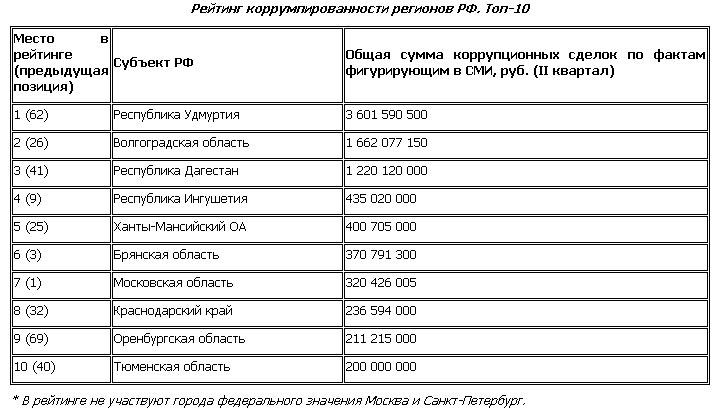 Рейтинг коррумпированности регионов РФ. Топ-10
Место в рейтинге (предыдущая позиция) Субъект РФ Общая сумма коррупционных сделок по фактам фигурирующим в СМИ, руб. (II квартал)
1 (62) Республика Удмуртия 3 601 590 500
2 (26) Волгоградская область 1 662 077 150
3 (41) Республика Дагестан 1 220 120 000
4 (9) Республика Ингушетия 435 020 000
5 (25) Ханты-Мансийский ОА 400 705 000
6 (3) Брянская область 370 791 300
7 (1) Московская область 320 426 005
8 (32) Краснодарский край 236 594 000
9 (69) Оренбургская область 211 215 000
10 (40) Тюменская область 200 000 000
* В рейтинге не участвуют города федерального значения Москва и Санкт-Петербург.